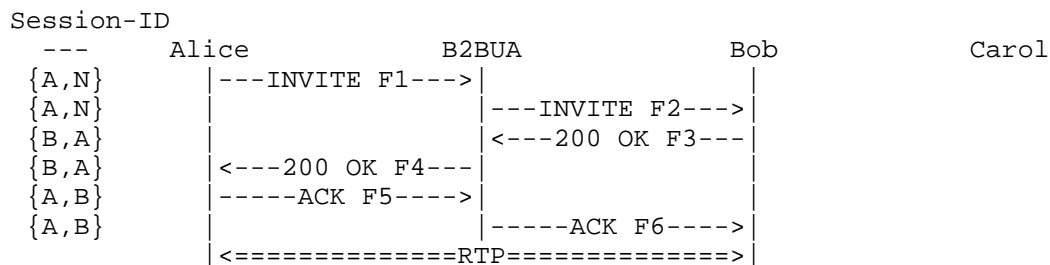 Session-ID
---     Alice            B2BUA            Bob            Carol
{A,N}    |---INVITE F1--->|                |
{A,N}    |                |---INVITE F2--->|
{B,A}    |                |<---200 OK F3---|
{B,A}    |<---200 OK F4---|                |
{A,B}    |-----ACK F5---->|                |
{A,B}    |                |-----ACK F6---->|
         |<==============RTP==============>|